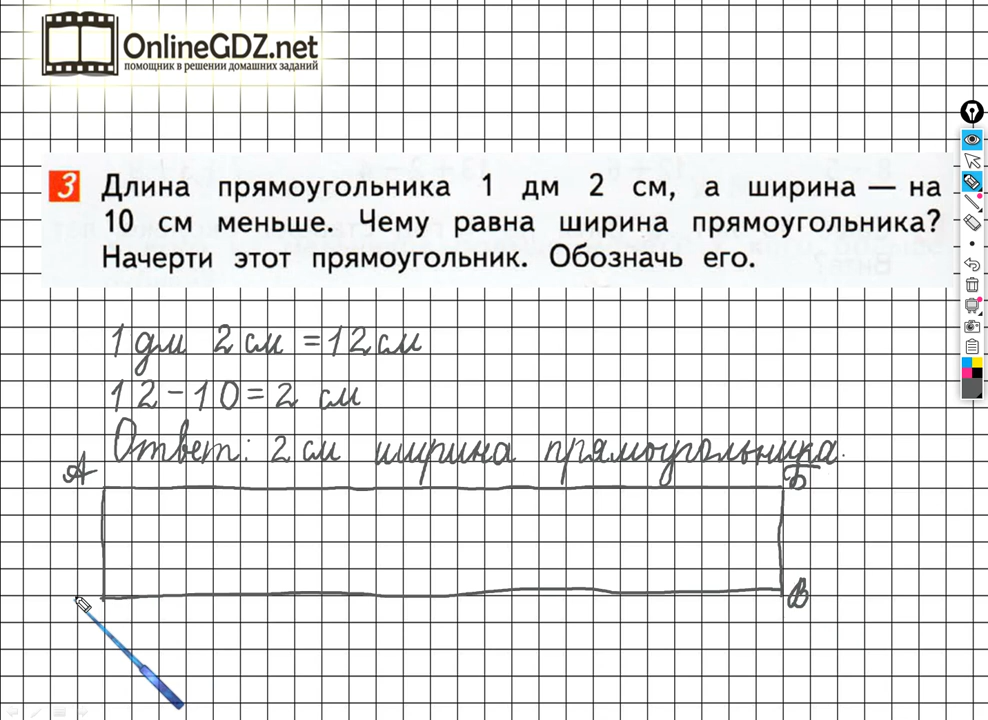 OnlineGDZ.net
помощник в решении домашних заданий
3 Длина прямоугольника 1 дм 2 см, а ширина — на
10 см меньше. Чему равна ширина прямоугольника?
Начерти этот прямоугольник. Обозначь его.
1 дм 2 см = 12 см
12 - 10 = 2 см
Ответ: 2 см ширина прямоугольника.
А Б
В